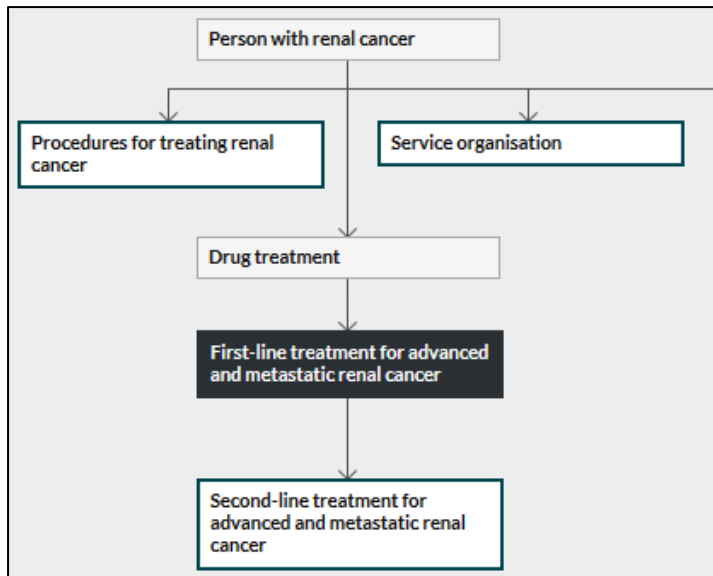 Person with renal cancer
Procedures for treating renal
cancer
Service organisation
Drug treatment
First-line treatment for advanced
and metastatic renal cancer
Second-line treatment for
advanced and metastatic renal
cancer